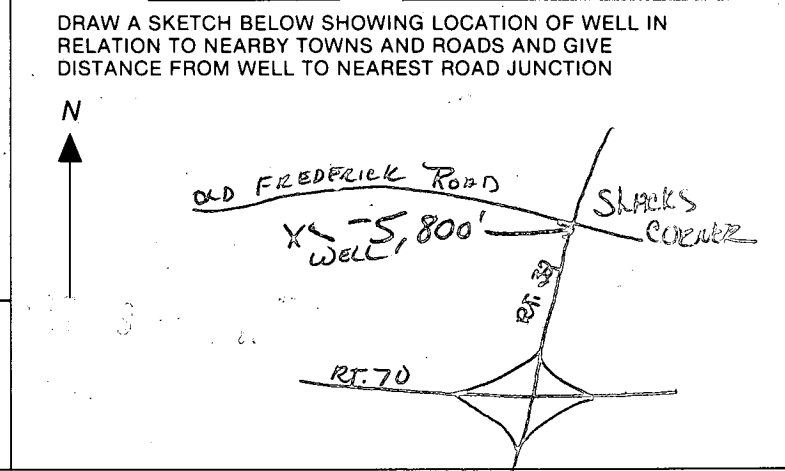 DRAW A SKETCH BELOW SHOWING LOCATION OF WELL IN
RELATION TO NEARBY TOWNS AND ROADS AND GIVE
DISTANCE FROM WELL TO NEAREST ROAD JUNCTION
N
OLD FREDERICK ROAD
SLACKS
CORNER
X 5,800'
WELL
RT. 
RT. 70